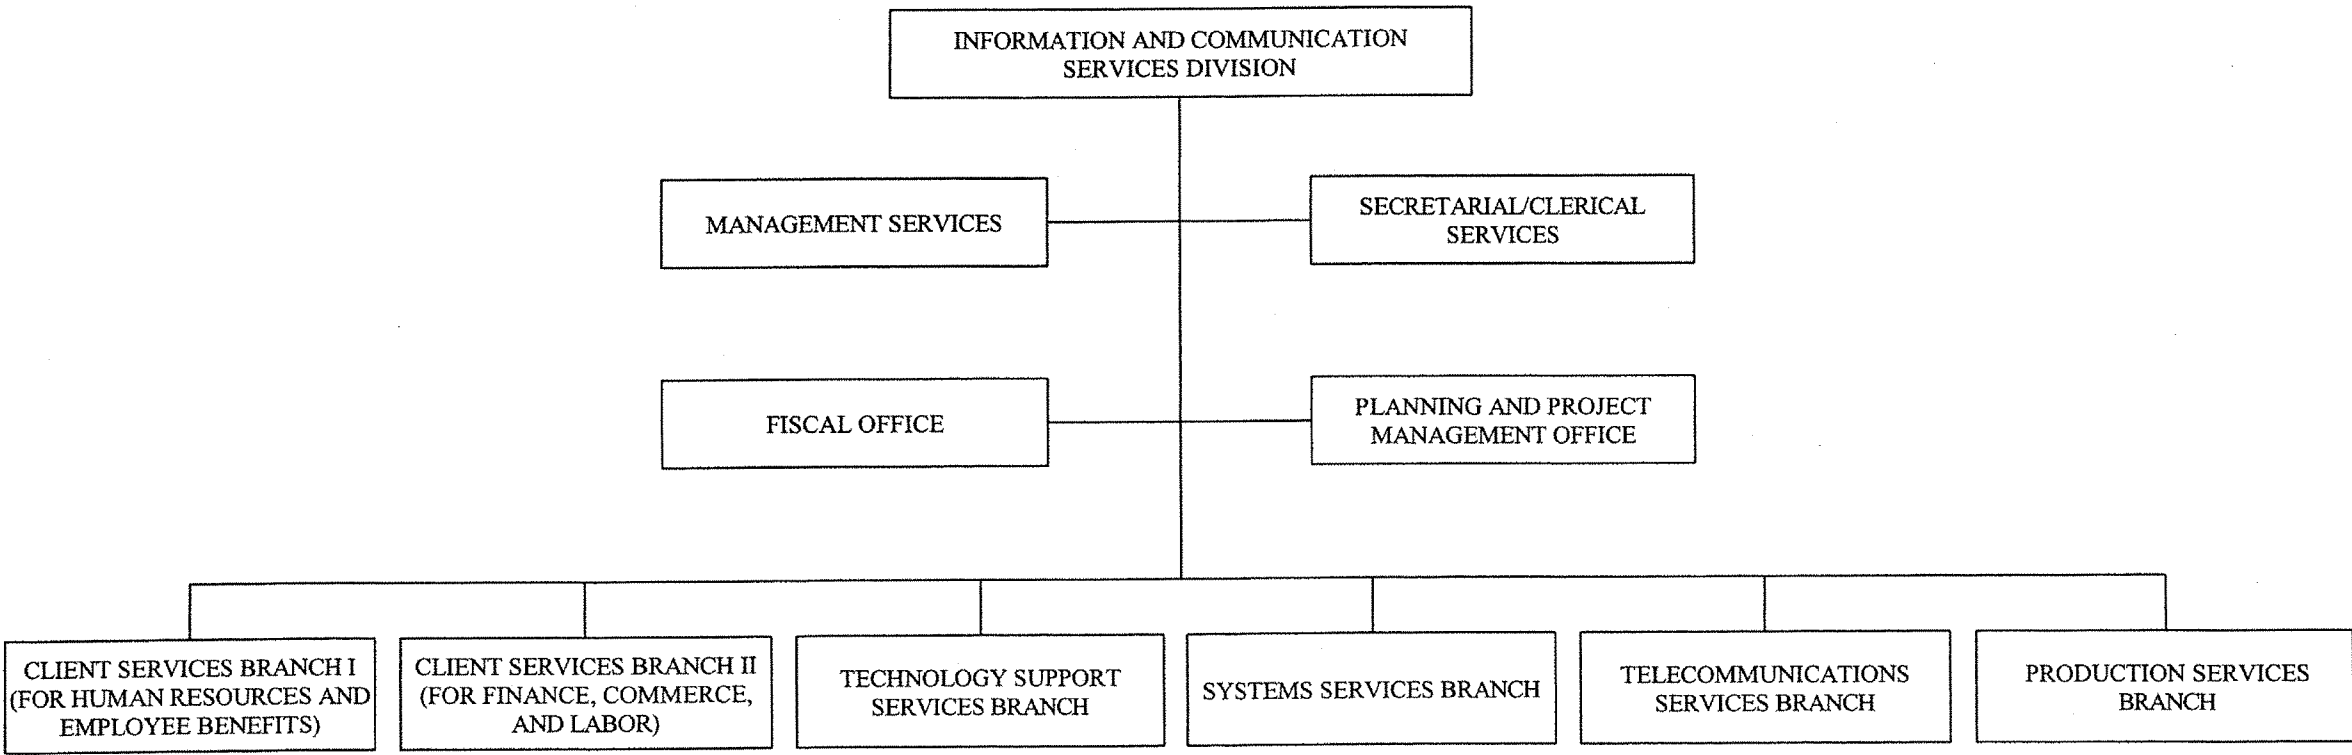 INFORMATION AND COMMUNICATION
SERVICES DIVISION
MANAGEMENT SERVICES
SECRETARIAL/CLERICAL
SERVICES
FISCAL OFFICE
PLANNING AND PROJECT
MANAGEMENT OFFICE
CLIENT SERVICES BRANCH I
(FOR HUMAN RESOURCES AND
EMPLOYEE BENEFITS)
CLIENT SERVICES BRANCH II
(FOR FINANCE, COMMERCE,
AND LABOR)
TECHNOLOGY SUPPORT
SERVICES BRANCH
SYSTEMS SERVICES BRANCH
TELECOMMUNICATIONS
SERVICES BRANCH
PRODUCTION SERVICES
BRANCH